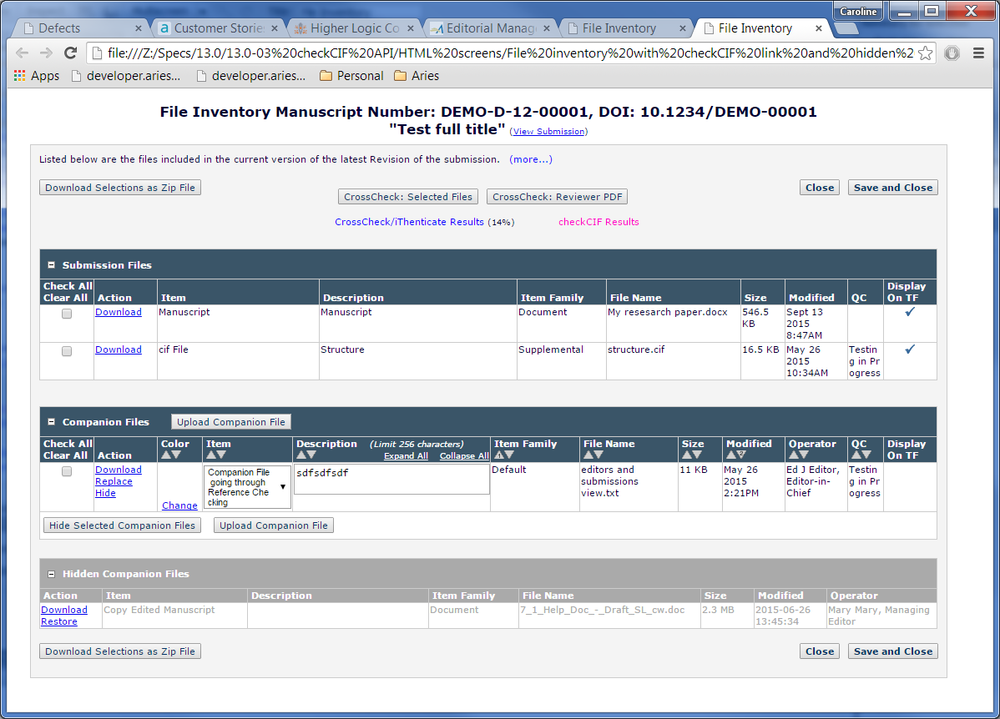 Caroline
Defects
Customer Storie
Higher Logic Co
Editorial Manag
File Inventory
File Inventory
file:///Z:/Specs/13.0/13.0-03%20checkCIF%20API/HTML%20screens/File%20inventory%20with%20checkCIF%20link%20and%20hidden%2
Apps developer.aries... developer.aries... Personal Aries
File Inventory Manuscript Number: DEMO-D-12-00001, DOI: 10.1234/DEMO-00001
"Test full title" (View Submission)
Listed below are the files included in the current version of the latest Revision of the submission. (more...)
Download Selections as Zip File
CrossCheck: Selected Files CrossCheck: Reviewer PDF
Close Save and Close
CrossCheck/iThenticate Results (14%) checkCIF Results
Submission Files
Check All
Clear All Action Item Description Item Family File Name Size Modified QC Display
On TF
Download Manuscript Manuscript Document My resesarch paper.docx 546.5
KB
Sept 13
2015
8:47AM
Download cif File Structure Supplemental structure.cif 16.5 KB May 26
2015
10:34AM
Testin
g in Pr
ogress
Companion Files Upload Companion File
Check All
Clear All Action Color Item Description (Limit 256 characters)
Expand All Collapse All
Item Family File Name Size Modified Operator QC Display
On TF
Download
Replace
Hide
Change
Companion File
going through
Reference Che
cking
sdfsdfsdf
Default
editors and
submissions
view.txt
11 KB
May 26
2015
2:21PM
Ed J Editor,
Editor-in-
Chief
Testin
g in Pr
ogress
Hide Selected Companion Files Upload Companion File
Hidden Companion Files
Action Item Description Item Family File Name Size Modified Operator
Download
Restore
Copy Edited Manuscript Document 7_1_Help_Doc_-_Draft_SL_cw.doc 2.3 MB
2015-06-26
13:45:34
Mary Mary, Managing
Editor
Download Selections as Zip File
Close Save and Close